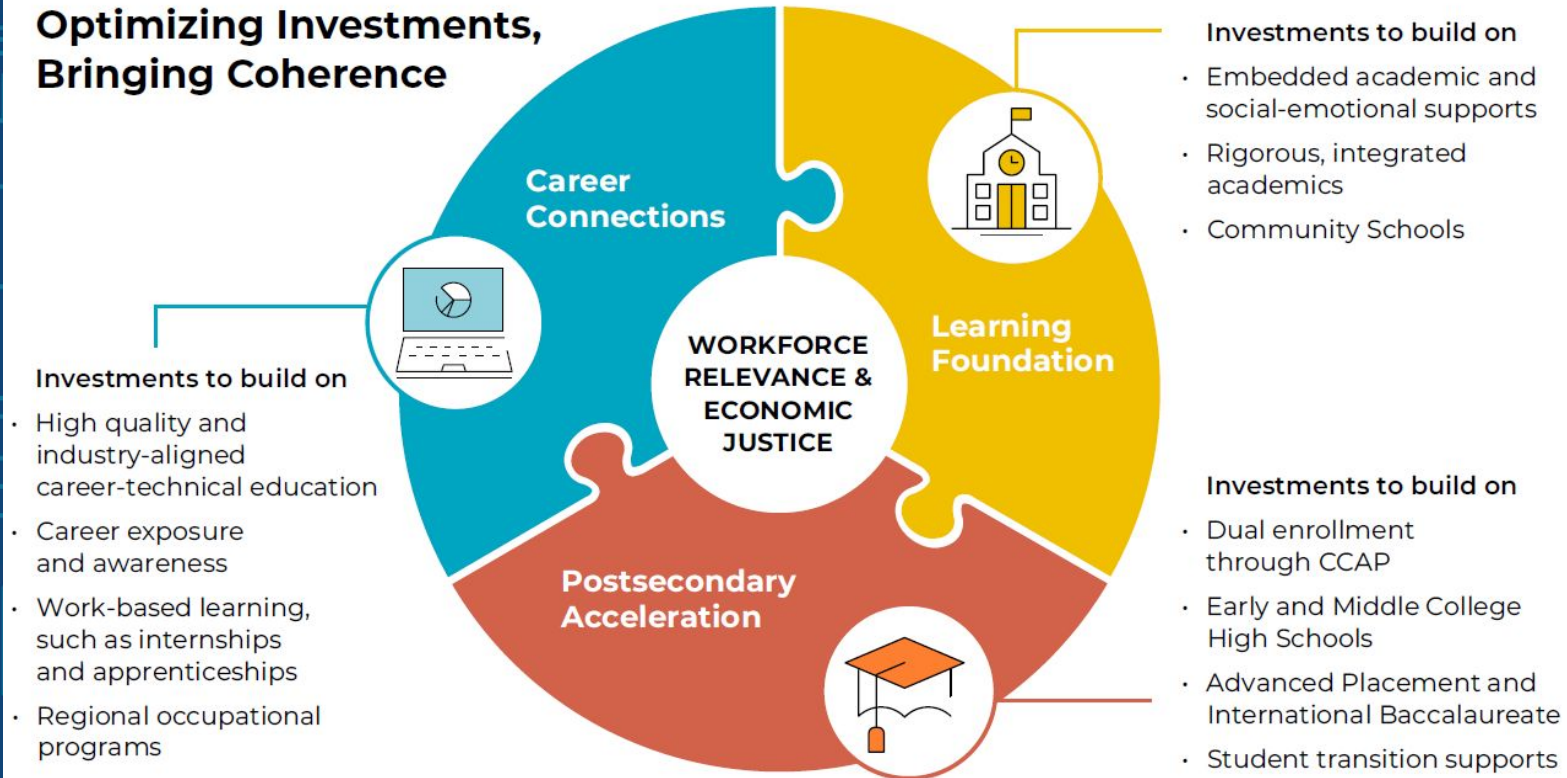 Optimizing Investments,
Bringing Coherence
Career
Connections
Learning
Foundation
Postsecondary
Acceleration
WORKFORCE
RELEVANCE &
ECONOMIC
JUSTICE
Investments to build on
· High quality and
industry-aligned
career-technical education
· Career exposure
and awareness
· Work-based learning,
such as internships
and apprenticeships
· Regional occupational
programs
Investments to build on
· Embedded academic and
social-emotional supports
· Rigorous, integrated
academics
· Community Schools
Investments to build on
· Dual enrollment
through CCAP
· Early and Middle College
High Schools
· Advanced Placement and
International Baccalaureate
· Student transition supports